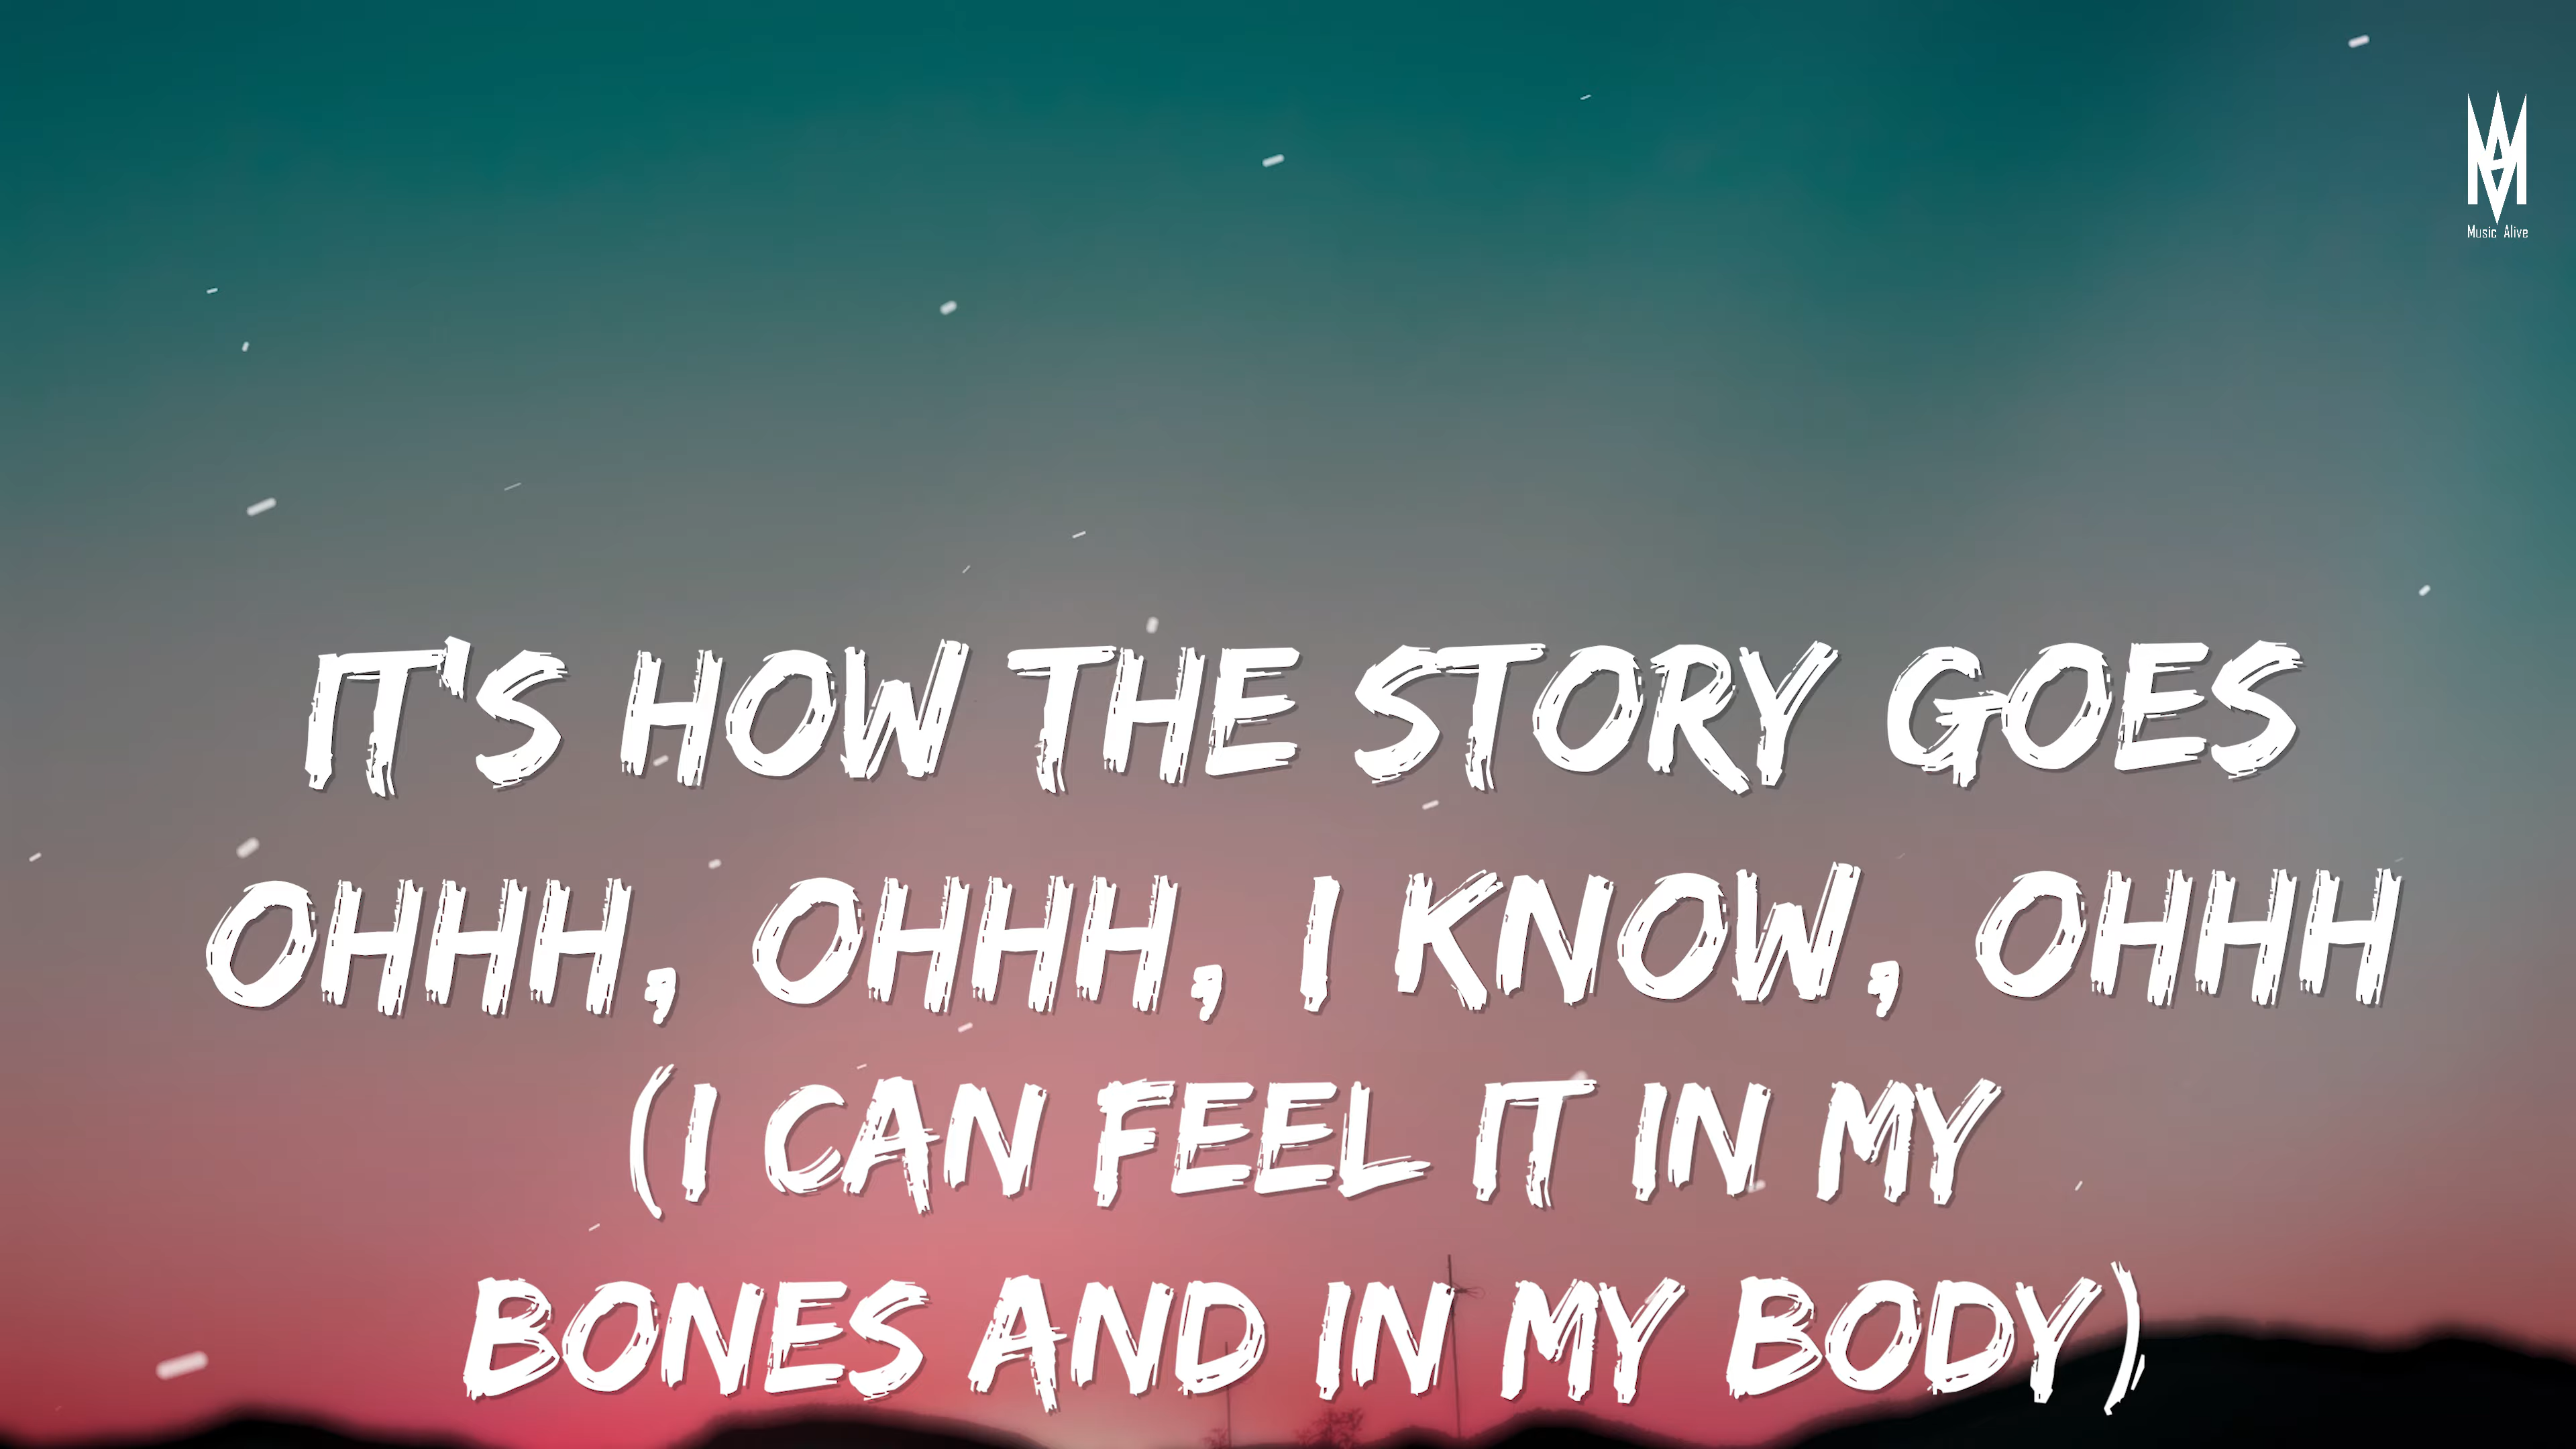 Music Alive
IT'S HOW THE STORY GOES
OHHH, OHHH, I KNOW, OHHH
(I CAN FEEL IT IN MY
BONES AND IN MY BODY)